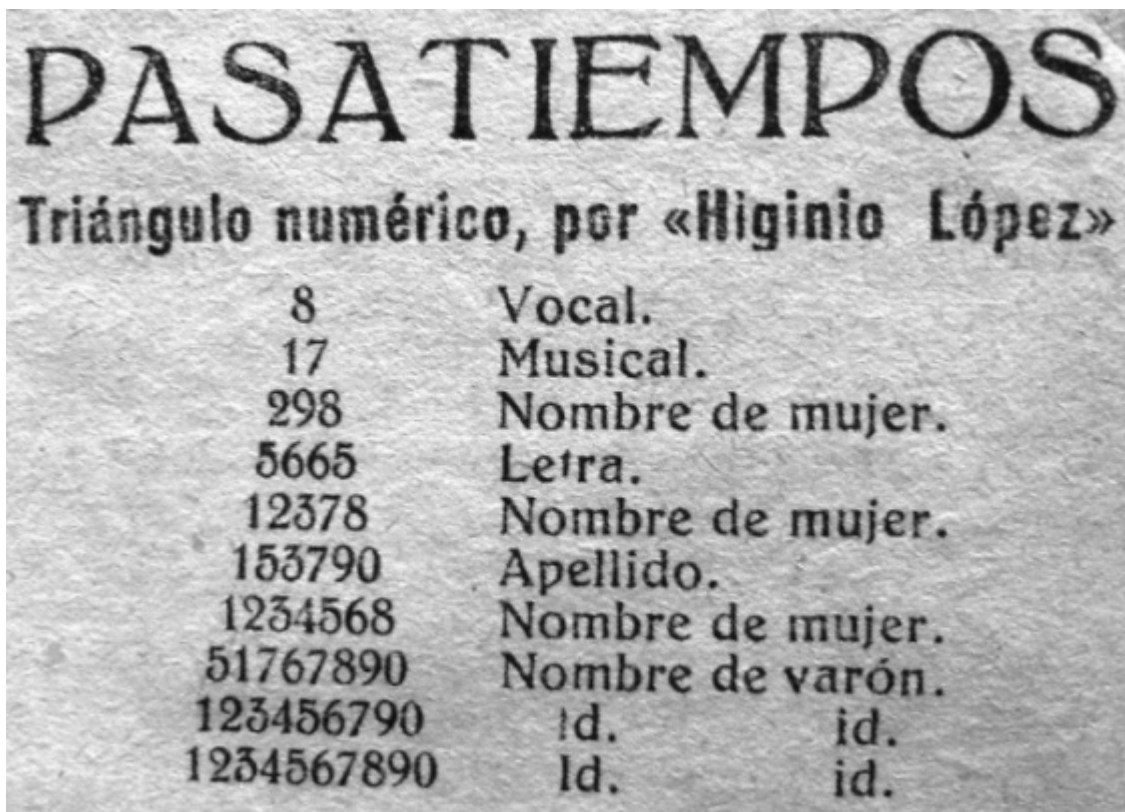 PASATIEMPOS
Triángulo numérico, por «Higinio López»
8 Vocal.
17 Musical.
298 Nombre de mujer.
5665 Letra.
12378 Nombre de mujer.
153790 Apellido.
1234568 Nombre de mujer.
51767890 Nombre de varón.
123456790 Id. id.
1234567890 Id. id.